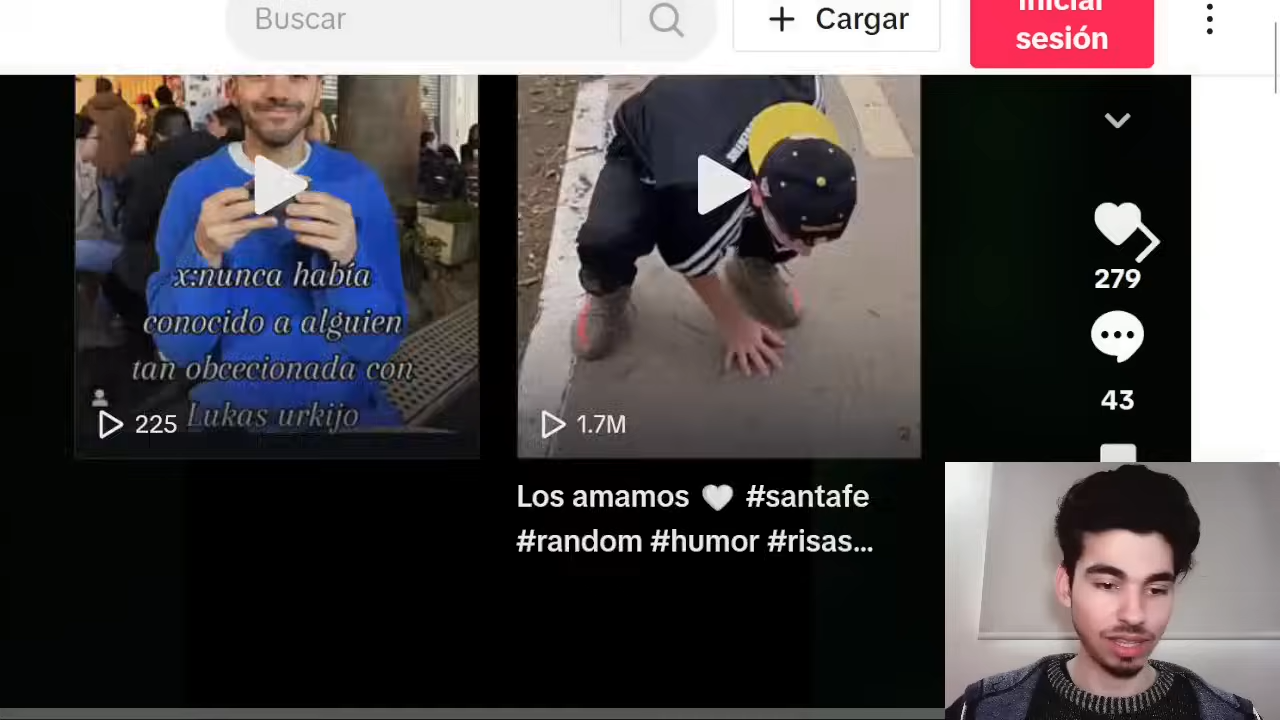 Buscar
Cargar
Iniciar
sesión
x:nunca había
conocido a alguien
tan obcecionada con
Lukas urkijo
225
1.7M
279
43
Los amamos 🤍 #santafe
#random #humor #risas...